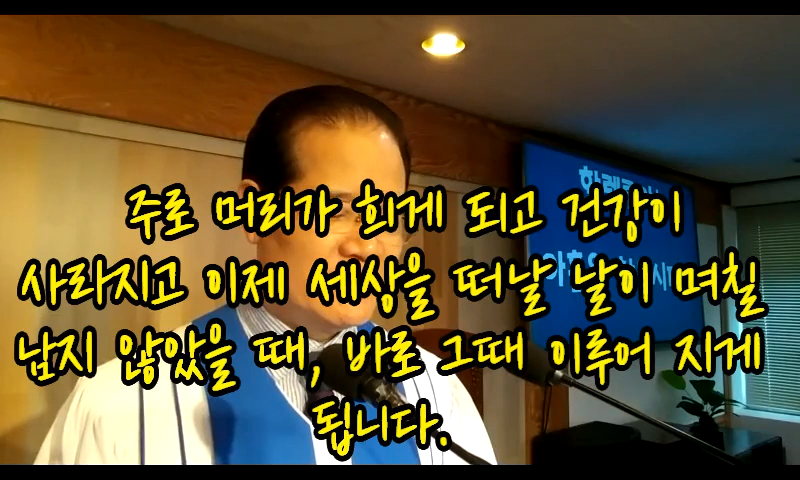 주로 머리가 희게 되고 건강이
사라지고 이제 세상을 떠날 날이 며칠
남지 않았을 때, 바로 그때 이루어 지게
됩니다.